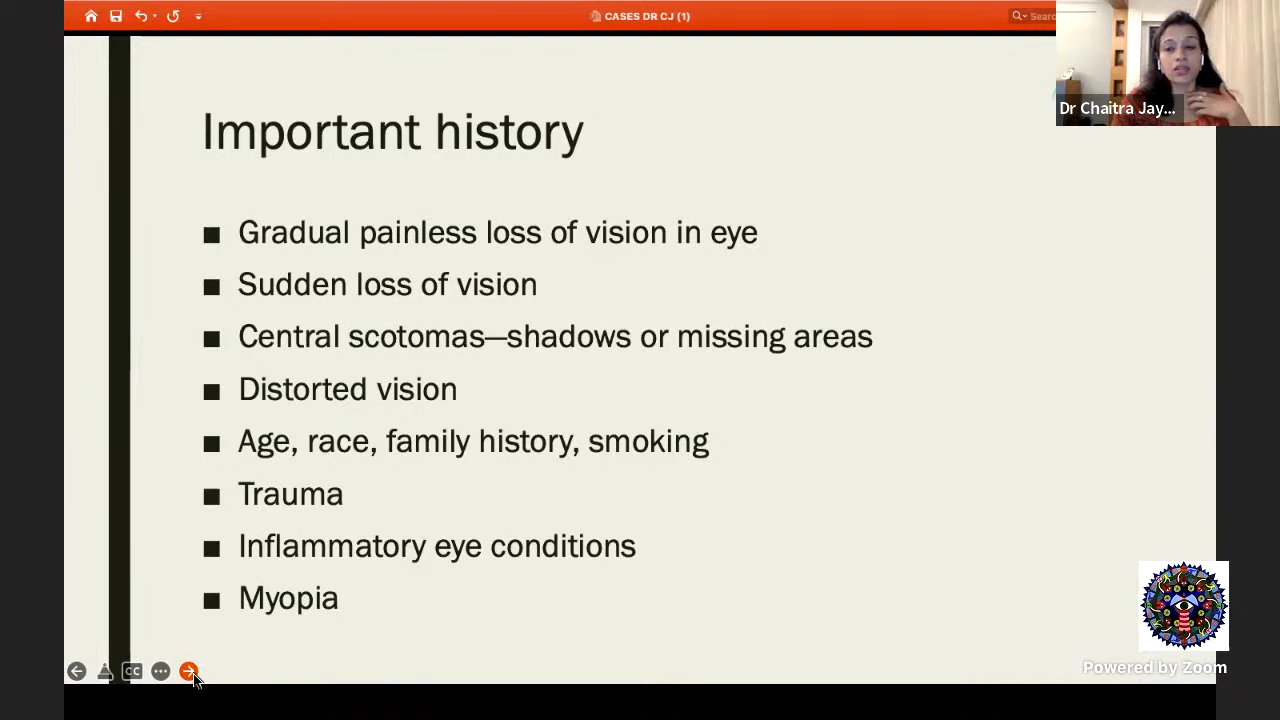 CASES DR CJ (1)
Searc
Dr Chaitra Jay...
Important history
■ Gradual painless loss of vision in eye
■ Sudden loss of vision
■ Central scotomas—shadows or missing areas
■ Distorted vision
■ Age, race, family history, smoking
■ Trauma
■ Inflammatory eye conditions
■ Myopia
CC
Powered by Zoom